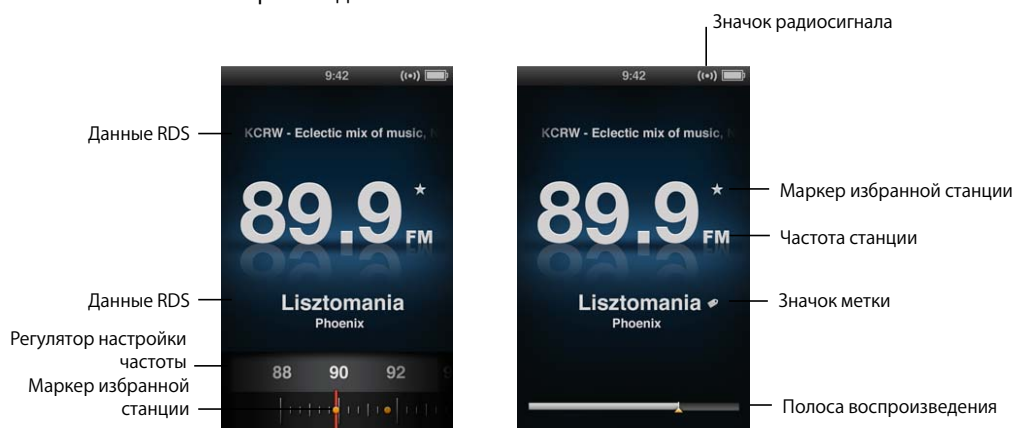 Значок радиосигнала
9:42
9:42
Данные RDS
KCRW - Eclectic mix of music,
KCRW - Eclectic mix of music,
89.9 FM
89.9 FM
Маркер избранной станции
Частота станции
Данные RDS
Lisztomania
Phoenix
Lisztomania
Phoenix
Значок метки
Регулятор настройки
частоты
88 90 92
Маркер избранной
станции
Полоса воспроизведения